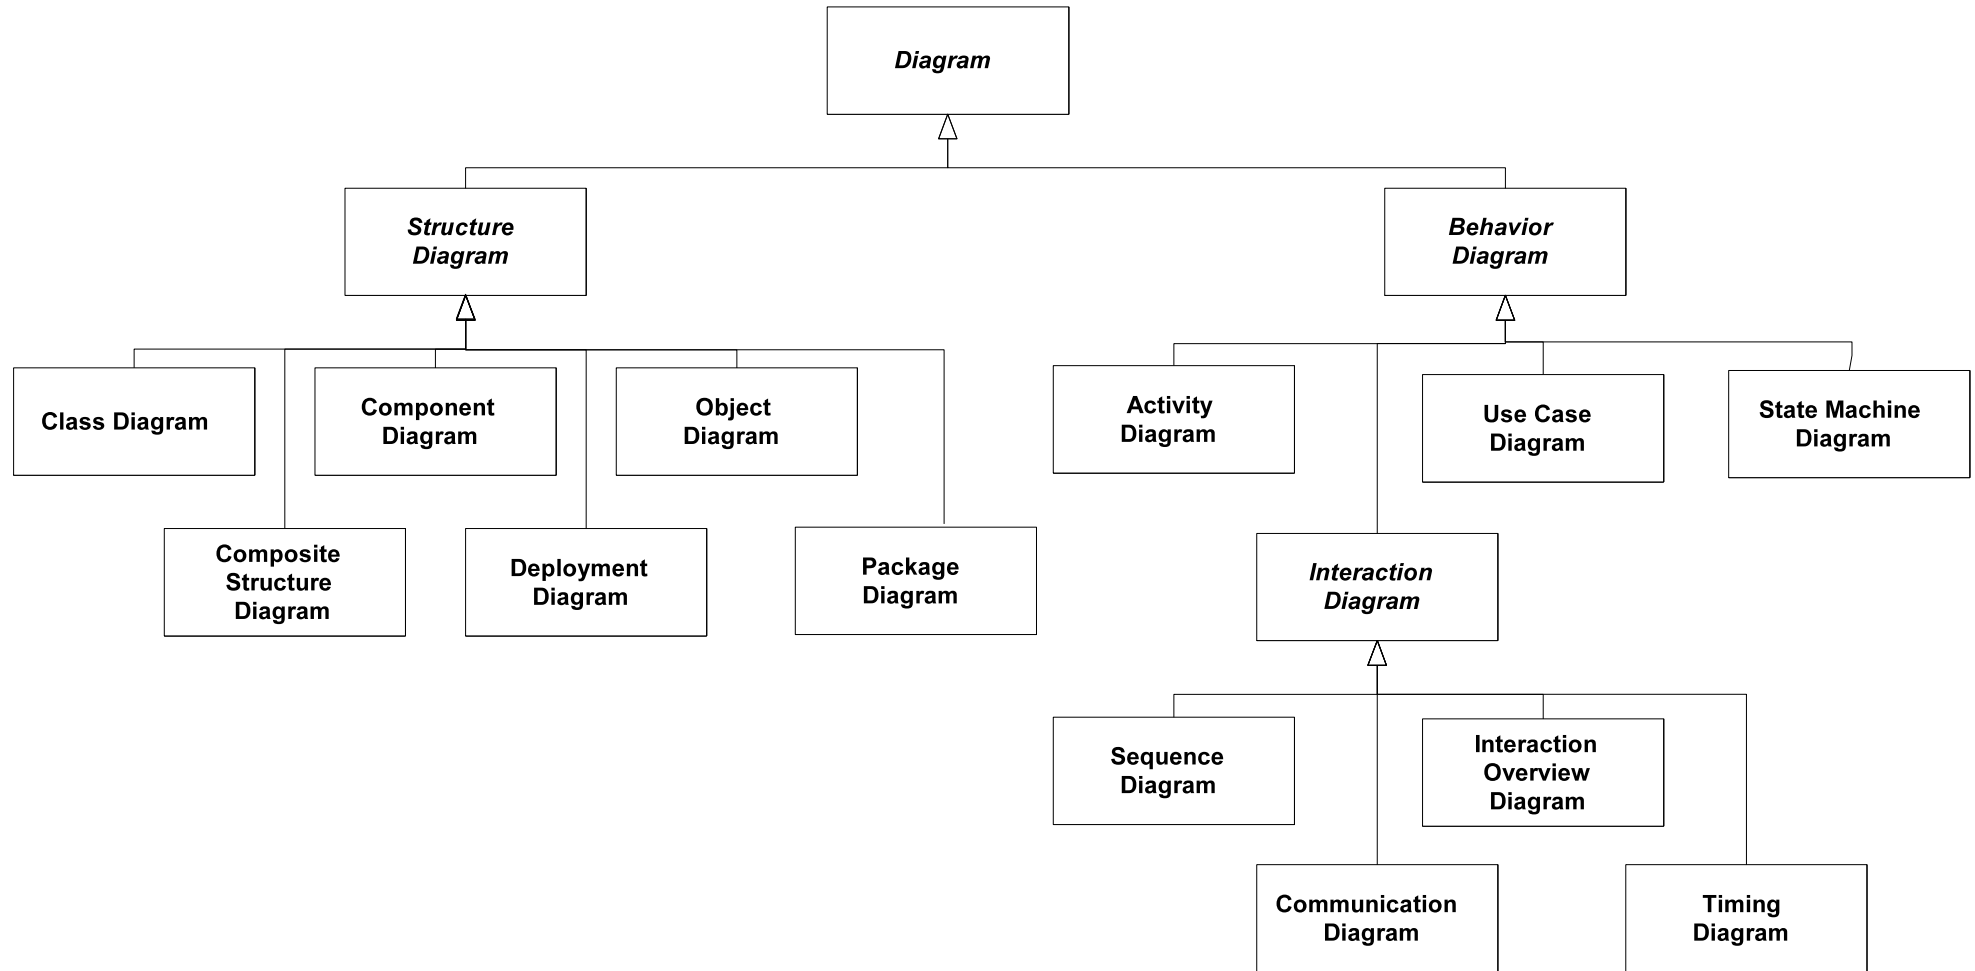 Diagram
Structure
Diagram
Behavior
Diagram
Class Diagram
Component
Diagram
Object
Diagram
Activity
Diagram
Use Case
Diagram
State Machine
Diagram
Composite
Structure
Diagram
Deployment
Diagram
Package
Diagram
Interaction
Diagram
Sequence
Diagram
Interaction
Overview
Diagram
Communication
Diagram
Timing
Diagram